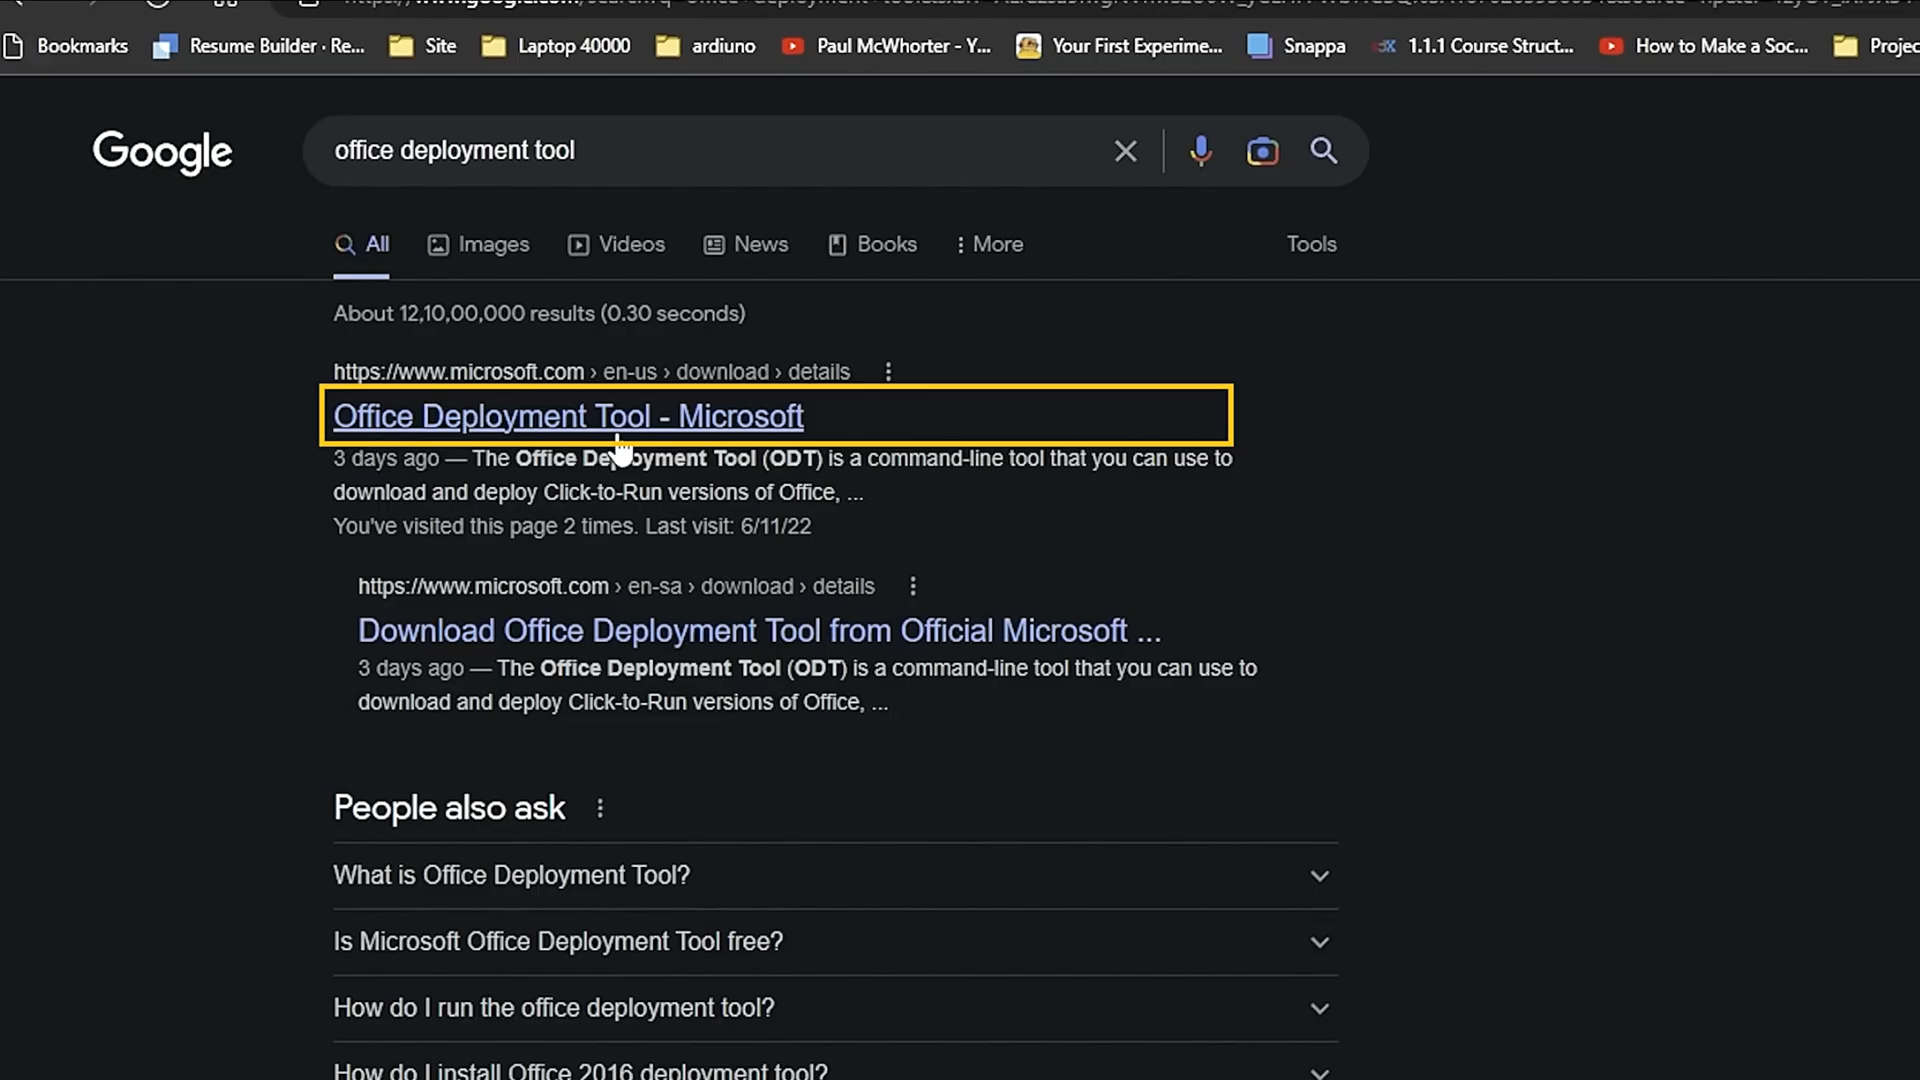 Bookmarks Resume Builder · Re... Site Laptop 40000 ardiuno Paul McWhorter - Y... Your First Experime... Snappa 1.1.1 Course Struct... How to Make a Soc... Projec
Google office deployment tool
All Images Videos News Books More Tools
About 12,10,00,000 results (0.30 seconds)
https://www.microsoft.com › en-us › download › details
Office Deployment Tool - Microsoft
3 days ago — The Office Deployment Tool (ODT) is a command-line tool that you can use to
download and deploy Click-to-Run versions of Office, ...
You've visited this page 2 times. Last visit: 6/11/22
https://www.microsoft.com › en-sa › download › details
Download Office Deployment Tool from Official Microsoft ...
3 days ago — The Office Deployment Tool (ODT) is a command-line tool that you can use to
download and deploy Click-to-Run versions of Office, ...
People also ask
What is Office Deployment Tool?
Is Microsoft Office Deployment Tool free?
How do I run the office deployment tool?
How do I install Office 2016 deployment tool?